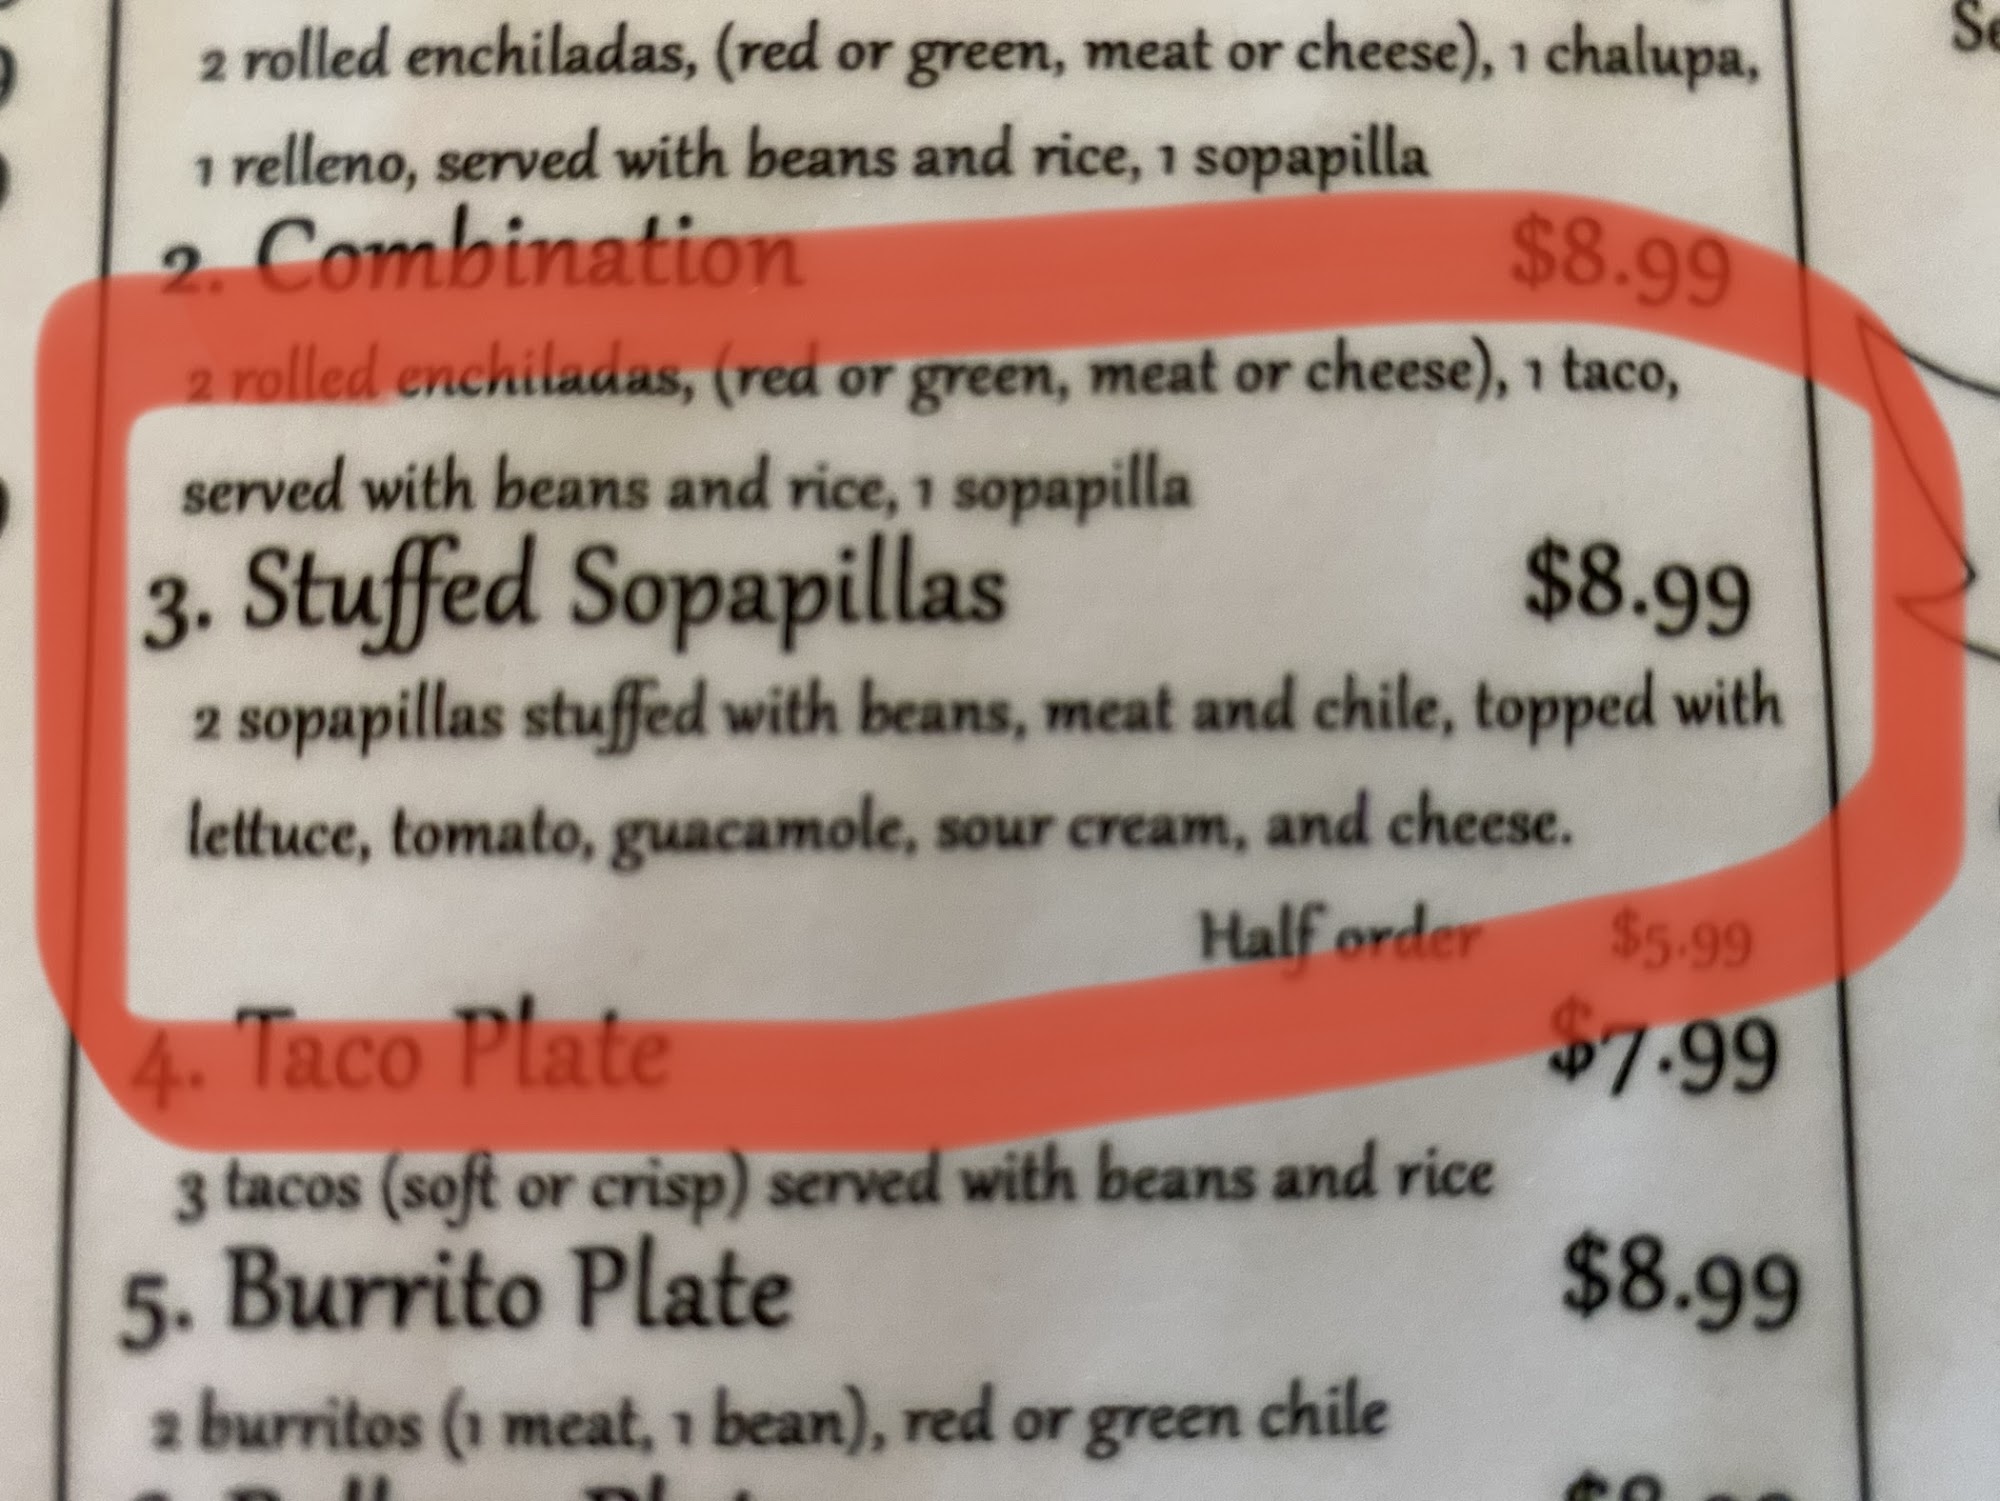 Se
2 rolled enchiladas, (red or green, meat or cheese), 1 chalupa,
1 relleno, served with beans and rice, 1 sopapilla
2. Combination $8.99
2 rolled enchiladas, (red or green, meat or cheese), 1 taco,
served with beans and rice, 1 sopapilla
3. Stuffed Sopapillas $8.99
2 sopapillas stuffed with beans, meat and chile, topped with
lettuce, tomato, guacamole, sour cream, and cheese.
Half order $5.99
4. Taco Plate $7.99
3 tacos (soft or crisp) served with beans and rice
5. Burrito Plate $8.99
2 burritos (1 meat, 1 bean), red or green chile